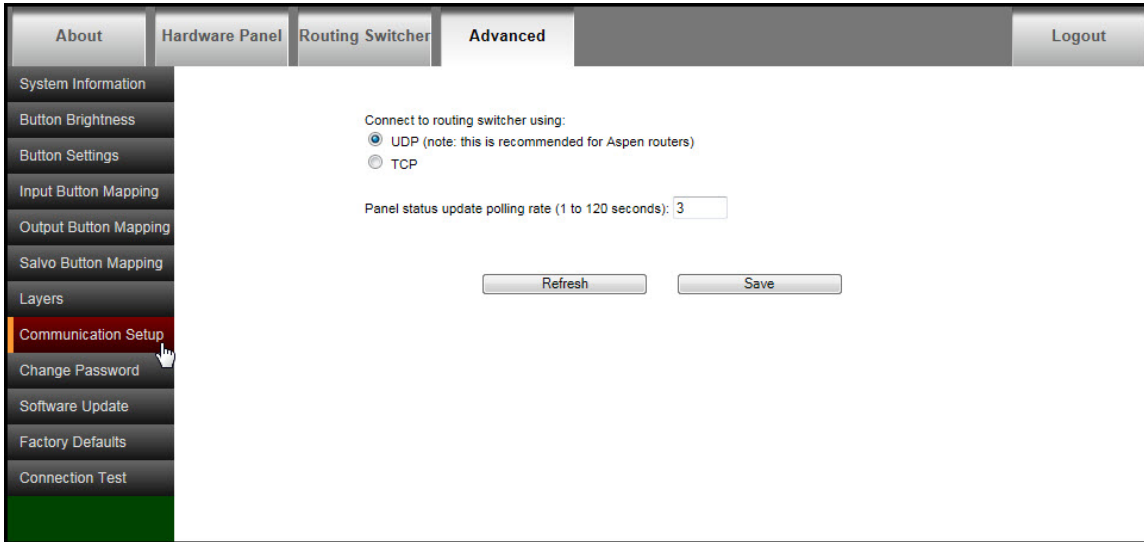 About
Hardware Panel
Routing Switcher
Advanced
Logout
System Information
Button Brightness
Button Settings
Input Button Mapping
Output Button Mapping
Salvo Button Mapping
Layers
Communication Setup
Change Password
Software Update
Factory Defaults
Connection Test
Connect to routing switcher using:
UDP (note: this is recommended for Aspen routers)
TCP
Panel status update polling rate (1 to 120 seconds): 3
Refresh
Save